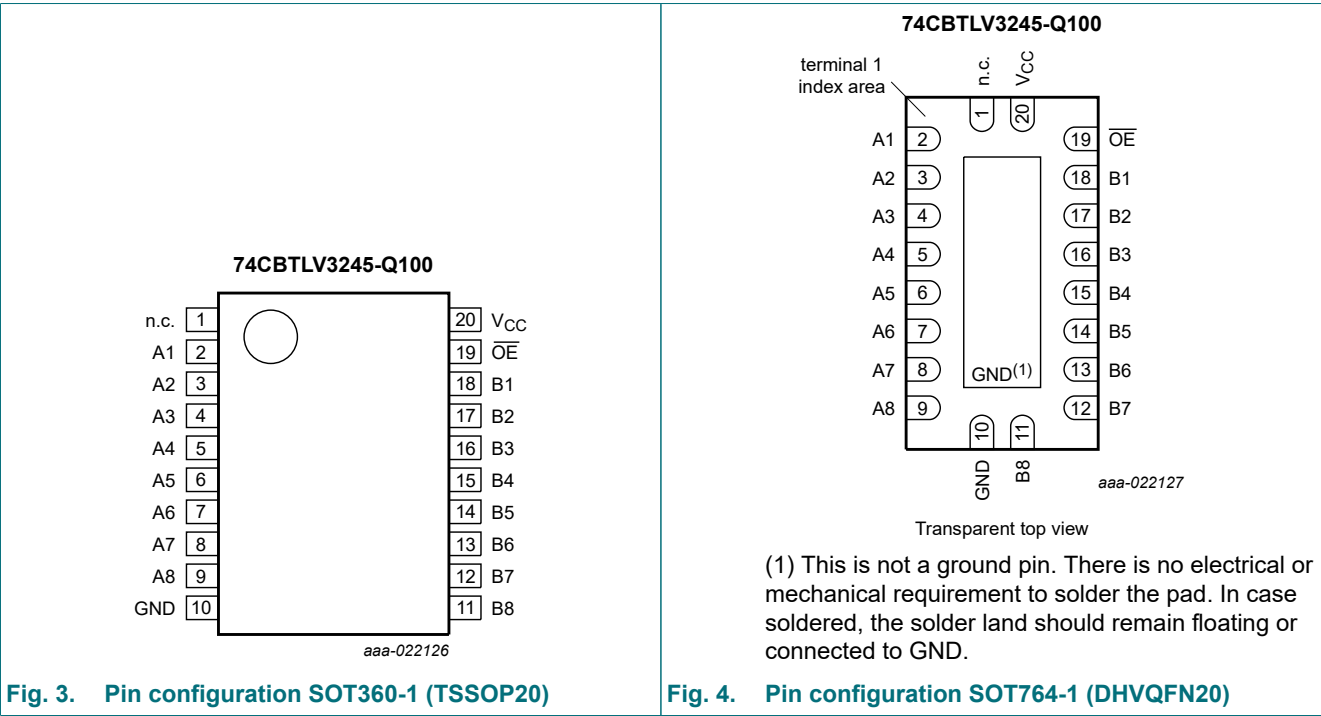 74CBTLV3245-Q100
n.c. 1
A1 2
A2 3
A3 4
A4 5
A5 6
A6 7
A7 8
A8 9
GND 10
20 VCC
19 OE
18 B1
17 B2
16 B3
15 B4
14 B5
13 B6
12 B7
11 B8
aaa-022126
Fig. 3. Pin configuration SOT360-1 (TSSOP20)
74CBTLV3245-Q100
terminal 1
index area
n.c.
VCC
1
20
A1 2
A2 3
A3 4
A4 5
A5 6
A6 7
A7 8
A8 9
19 OE
18 B1
17 B2
16 B3
15 B4
14 B5
13 B6
12 B7
GND(1)
10
11
GND
B8
aaa-022127
Transparent top view
(1) This is not a ground pin. There is no electrical or
mechanical requirement to solder the pad. In case
soldered, the solder land should remain floating or
connected to GND.
Fig. 4. Pin configuration SOT764-1 (DHVQFN20)